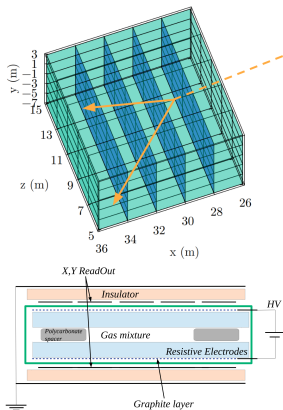 3
1
−1
−3
−5
−7
y (m)
15
13
11
9
7
5
z (m)
36
34
32
30
28
26
x (m)
X,Y ReadOut
Insulator
HV
Polycarbonate
spacer
Gas mixture
Resistive Electrodes
Graphite layer